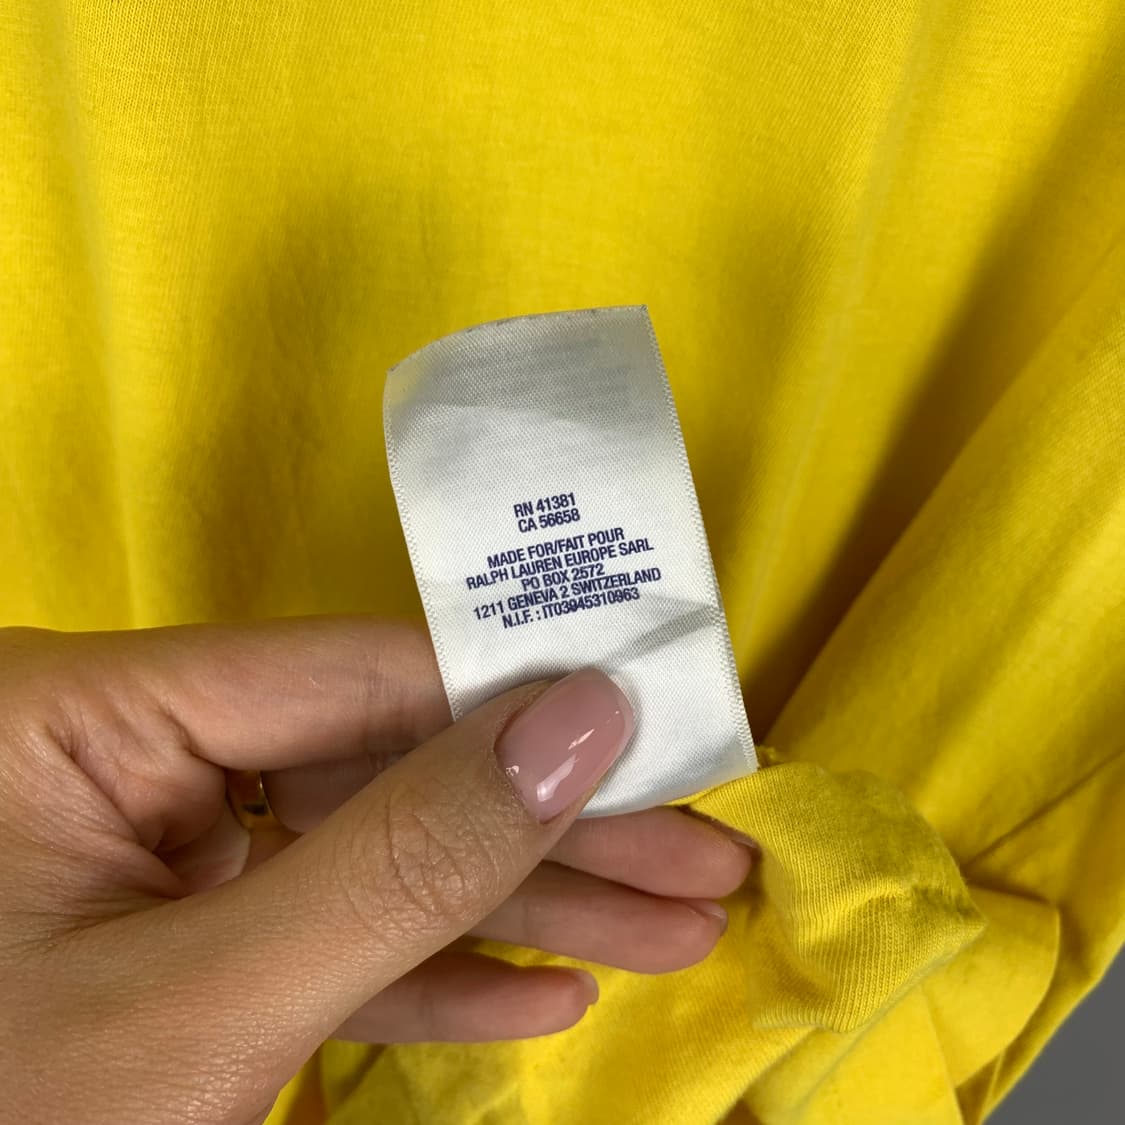 RN 41381
CA 56658
MADE FOR/FAIT POUR
RALPH LAUREN EUROPE SARL
PO BOX 2572
1211 GENEVA 2 SWITZERLAND
N.I.F. : IT03945310963